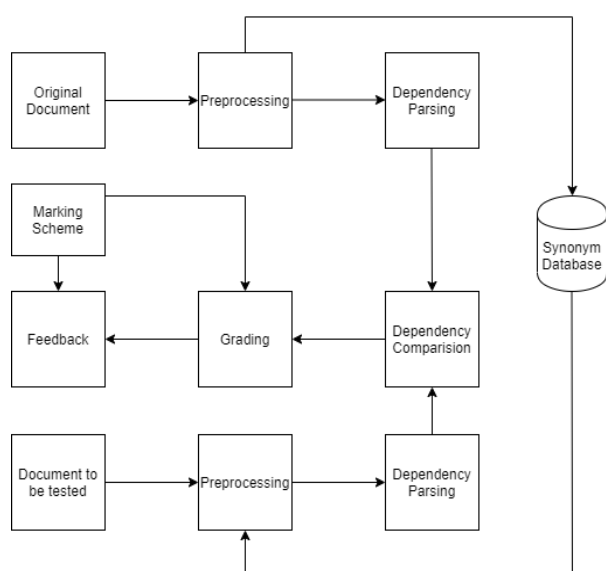 Original
Document
Preprocessing
Dependency
Parsing
Marking
Scheme
Synonym
Database
Feedback
Grading
Dependency
Comparision
Document to
be tested
Preprocessing
Dependency
Parsing